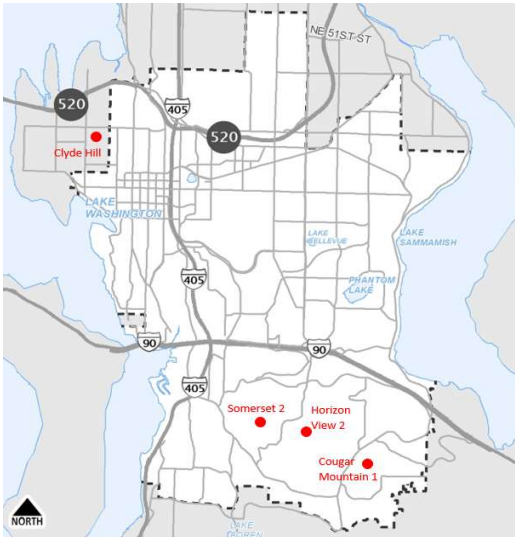 NE 51ST ST
520
405
520
Clyde Hill
LAKE
WASHINGTON
LAKE
BELLEVUE
LAKE
SAMMAMISH
405
PHANTOM
LAKE
90
90
405
Somerset 2
Horizon
View 2
Cougar
Mountain 1
NORTH
LAKE
BOREN